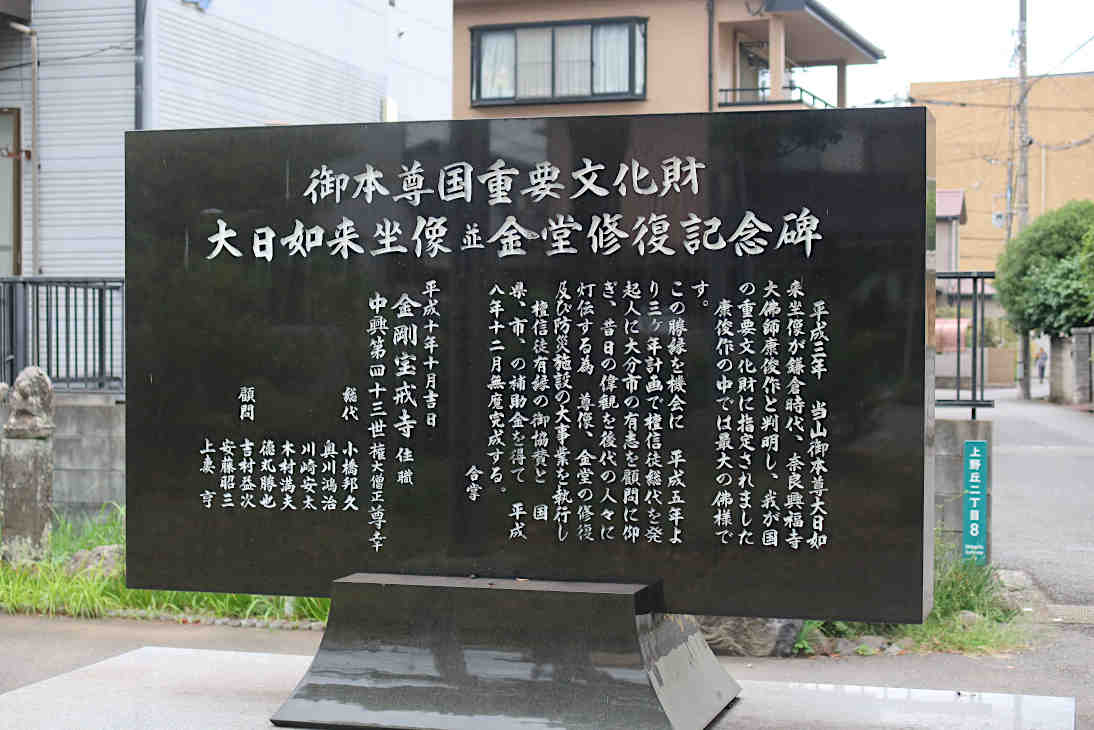 御本尊国重要文化財
大日如来坐像並金堂修復記念碑
平成三年　当山御本尊大日如
来坐像が鎌倉時代、奈良興福寺
大佛師康俊作と判明し、我が国
の重要文化財に指定されました
康俊作の中では最大の佛様で
す。
この勝縁を機会に　平成五年よ
り三ヶ年計画で檀信徒総代を発
起人に大分市の有志を顧問に仰
ぎ、昔日の偉観を後代の人々に
灯伝する為　尊像、金堂の修復
及び防災施設の大事業を執行し
檀信徒有縁の御協賛と　国
県、市、の補助金を得て　平成
八年十二月無魔完成する。
合掌
平成十年十月吉日
金剛宝戒寺住職
中興第四十三世権大僧正尊幸
総代　小橋邦久
奥川鴻治
川崎安太
木村満夫
徳丸勝也
顧問　吉村益次
安藤昭三
上妻亨
上野丘二丁目8